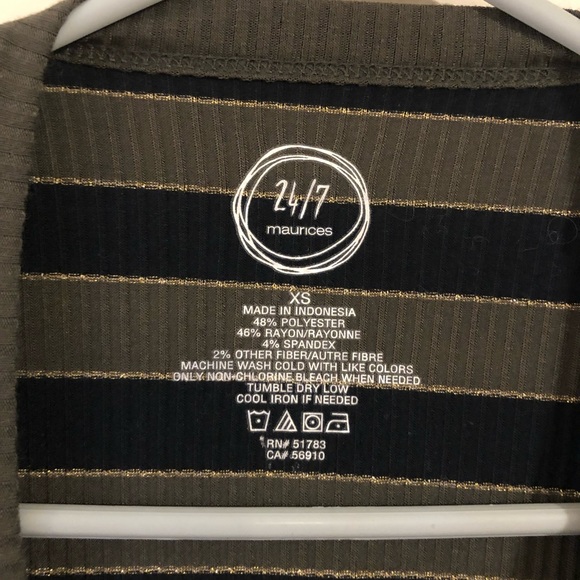 24/7
maurices
XS
MADE IN INDONESIA
48% POLYESTER
46% RAYON/RAYONNE
4% SPANDEX
2% OTHER FIBER/AUTRE FIBRE
MACHINE WASH COLD WITH LIKE COLORS
ONLY NON-CHLORINE BLEACH WHEN NEEDED
TUMBLE DRY LOW
COOL IRON IF NEEDED
RN# 51783
CA# 56910